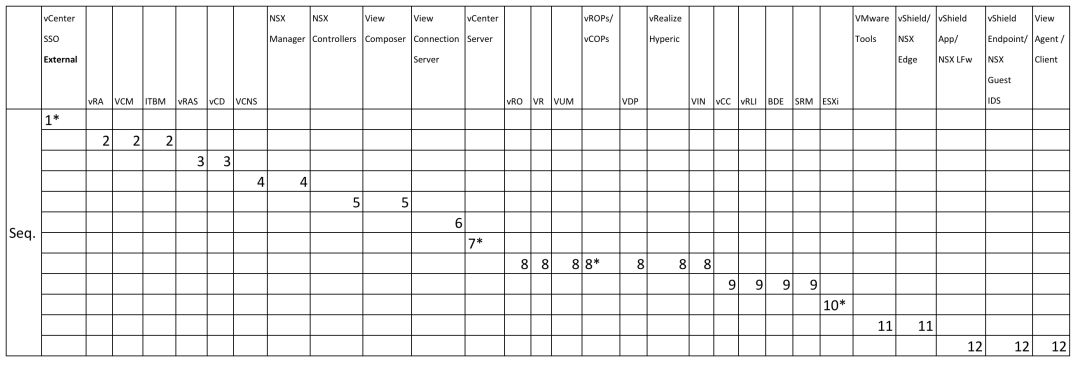 vCenter SSO External vRA VCM ITBM vRAS vCD VCNS NSX Manager NSX Controllers View Composer View Connection Server vCenter Server vRO VR VUM vROPs/ vCOPs VDP vRealize Hyperic VIN vCC vRLI BDE SRM ESXi VMware Tools vShield/ NSX Edge vShield App/ NSX LFw vShield Endpoint/ NSX Guest IDS View Agent / Client
Seq.
1*
2 2 2
3 3
4 4
5 5
6
7*
8 8 8 8* 8 8 8
9 9 9 9
10*
11 11
12 12 12